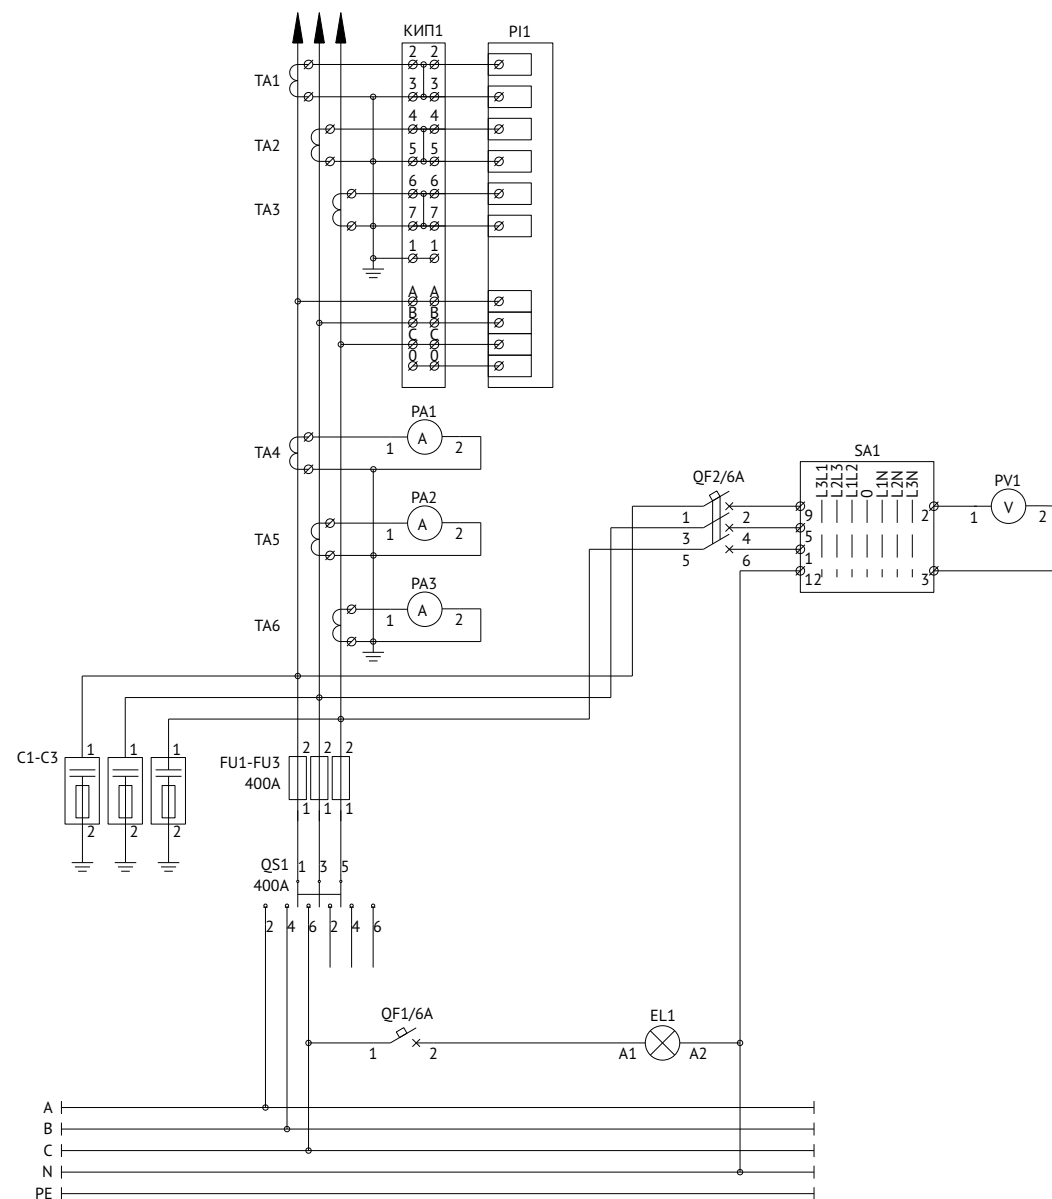 КИП1 PI1
2 2
TA1
3 3
4 4
TA2
5 5
6 6
TA3
7 7
1 1
A A
B B
C C
0 0
PA1
A
1 2
TA4
PA2
A
1 2
TA5
PA3
A
1 2
TA6
QF2/6A
1 2
3 4
5 6
SA1
L3L1 L2L3 L1L2 0 L1N L2N L3N
9 2
5
1
12 3
PV1
V
1 2
C1-C3
1 1 1
2 2 2
FU1-FU3
400A
2 2 2
1 1 1
QS1
400A
1 3 5
2 4 6 2 4 6
QF1/6A
1 2
EL1
A1 A2
A
B
C
N
PE